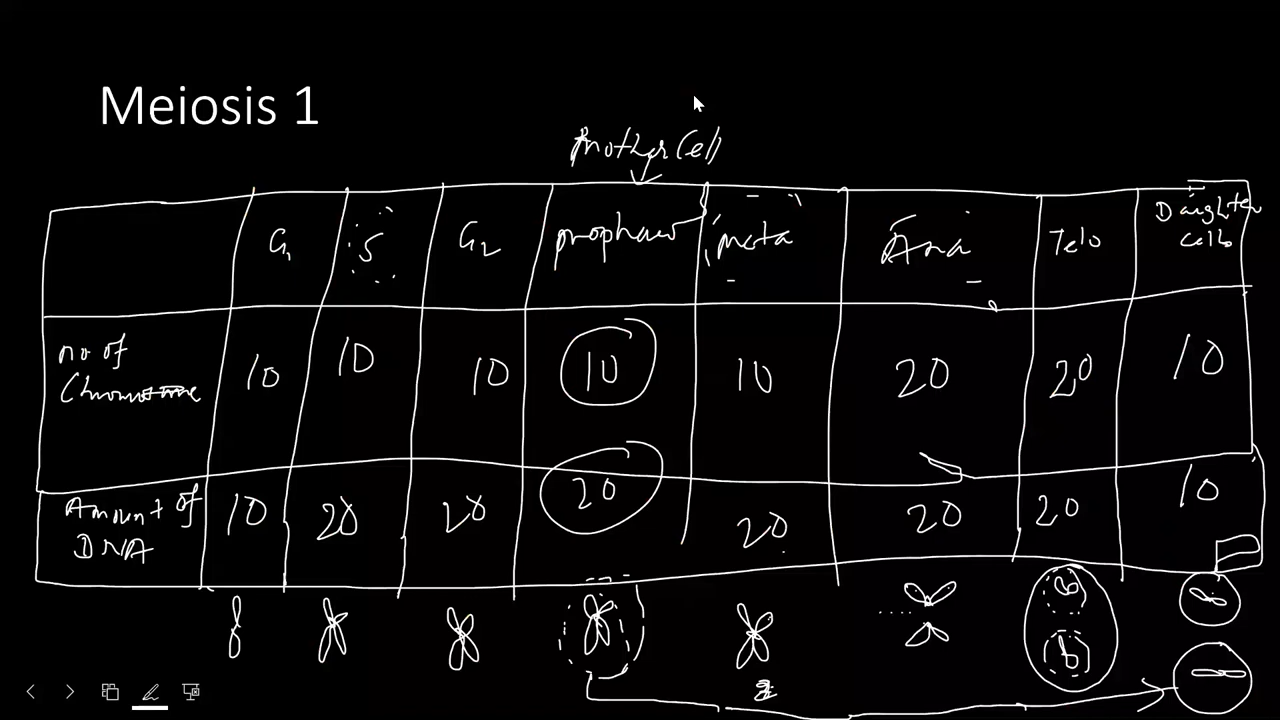 Meiosis 1
Mother Cell
G1 S G2 prophase meta Ana Telo Daughter
cells
no of
Chromosome 10 10 10 10 10 20 20 10
Amount of
DNA 10 20 20 20 20 20 20 10
2